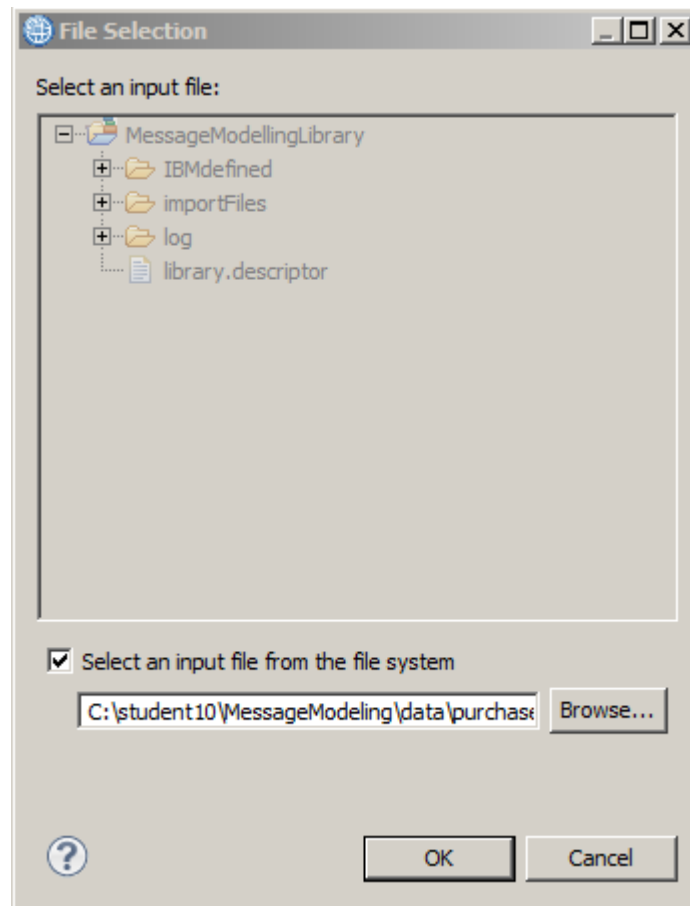 File Selection
Select an input file:
MessageModellingLibrary
IBMdefined
importFiles
log
library.descriptor
Select an input file from the file system
C:\student10\MessageModeling\data\purchase Browse...
? OK Cancel